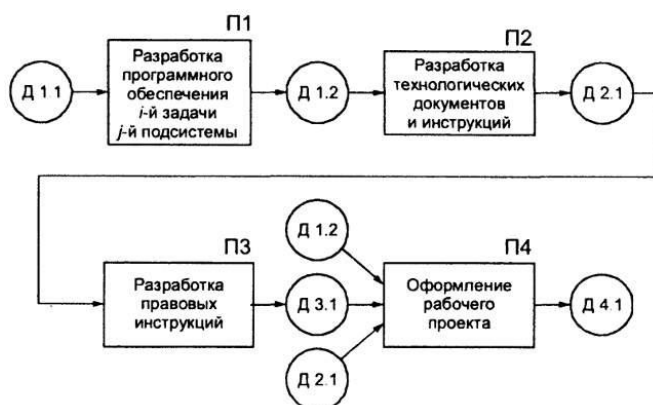 П1
П2
Д 1.1
Разработка
программного
обеспечения
i-й задачи
j-й подсистемы
Д 1.2
Разработка
технологических
документов
и инструкций
Д 2.1
П3
Д 1.2
П4
Разработка
правовых
инструкций
Д 3.1
Оформление
рабочего
проекта
Д 4.1
Д 2.1